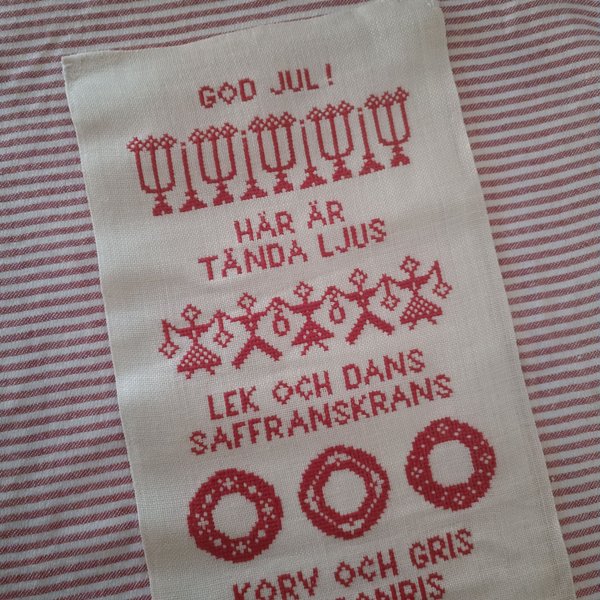 GOD JUL!
HÄR ÄR
TÄNDA LJUS
LEK OCH DANS
SAFFRANSKRANS
KORV OCH GRIS